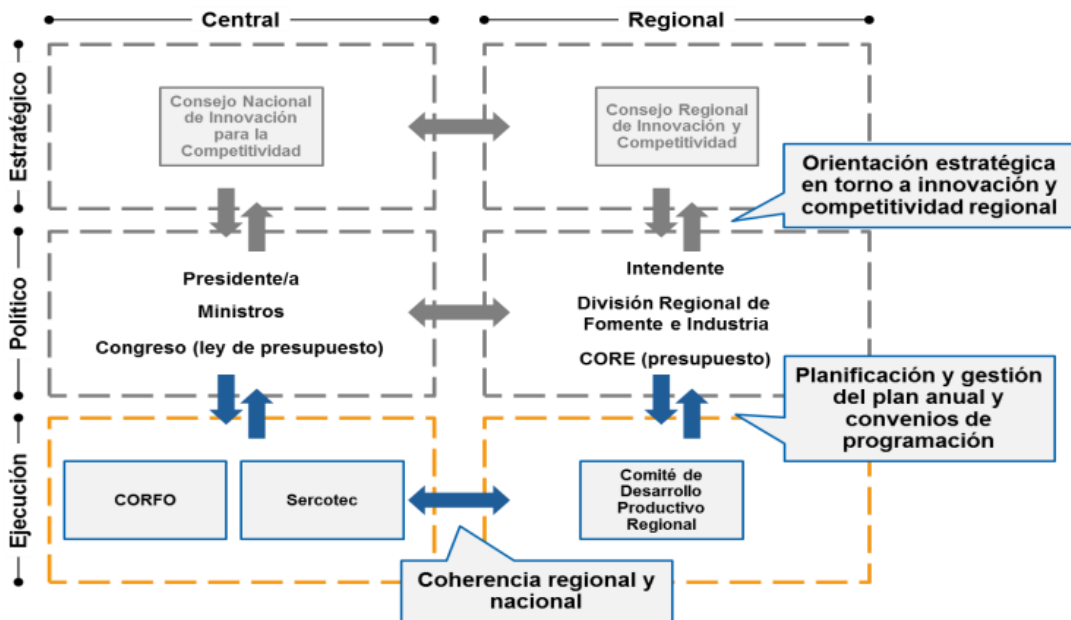 Central
Regional
Estratégico
Consejo Nacional
de Innovación
para la
Competitividad
Consejo Regional
de Innovación y
Competitividad
Orientación estratégica
en torno a innovación y
competitividad regional
Político
Presidente/a
Ministros
Congreso (ley de presupuesto)
Intendente
División Regional de
Fomente e Industria
CORE (presupuesto)
Planificación y gestión
del plan anual y
convenios de
programación
Ejecución
CORFO
Sercotec
Comité de
Desarrollo
Productivo
Regional
Coherencia regional y
nacional